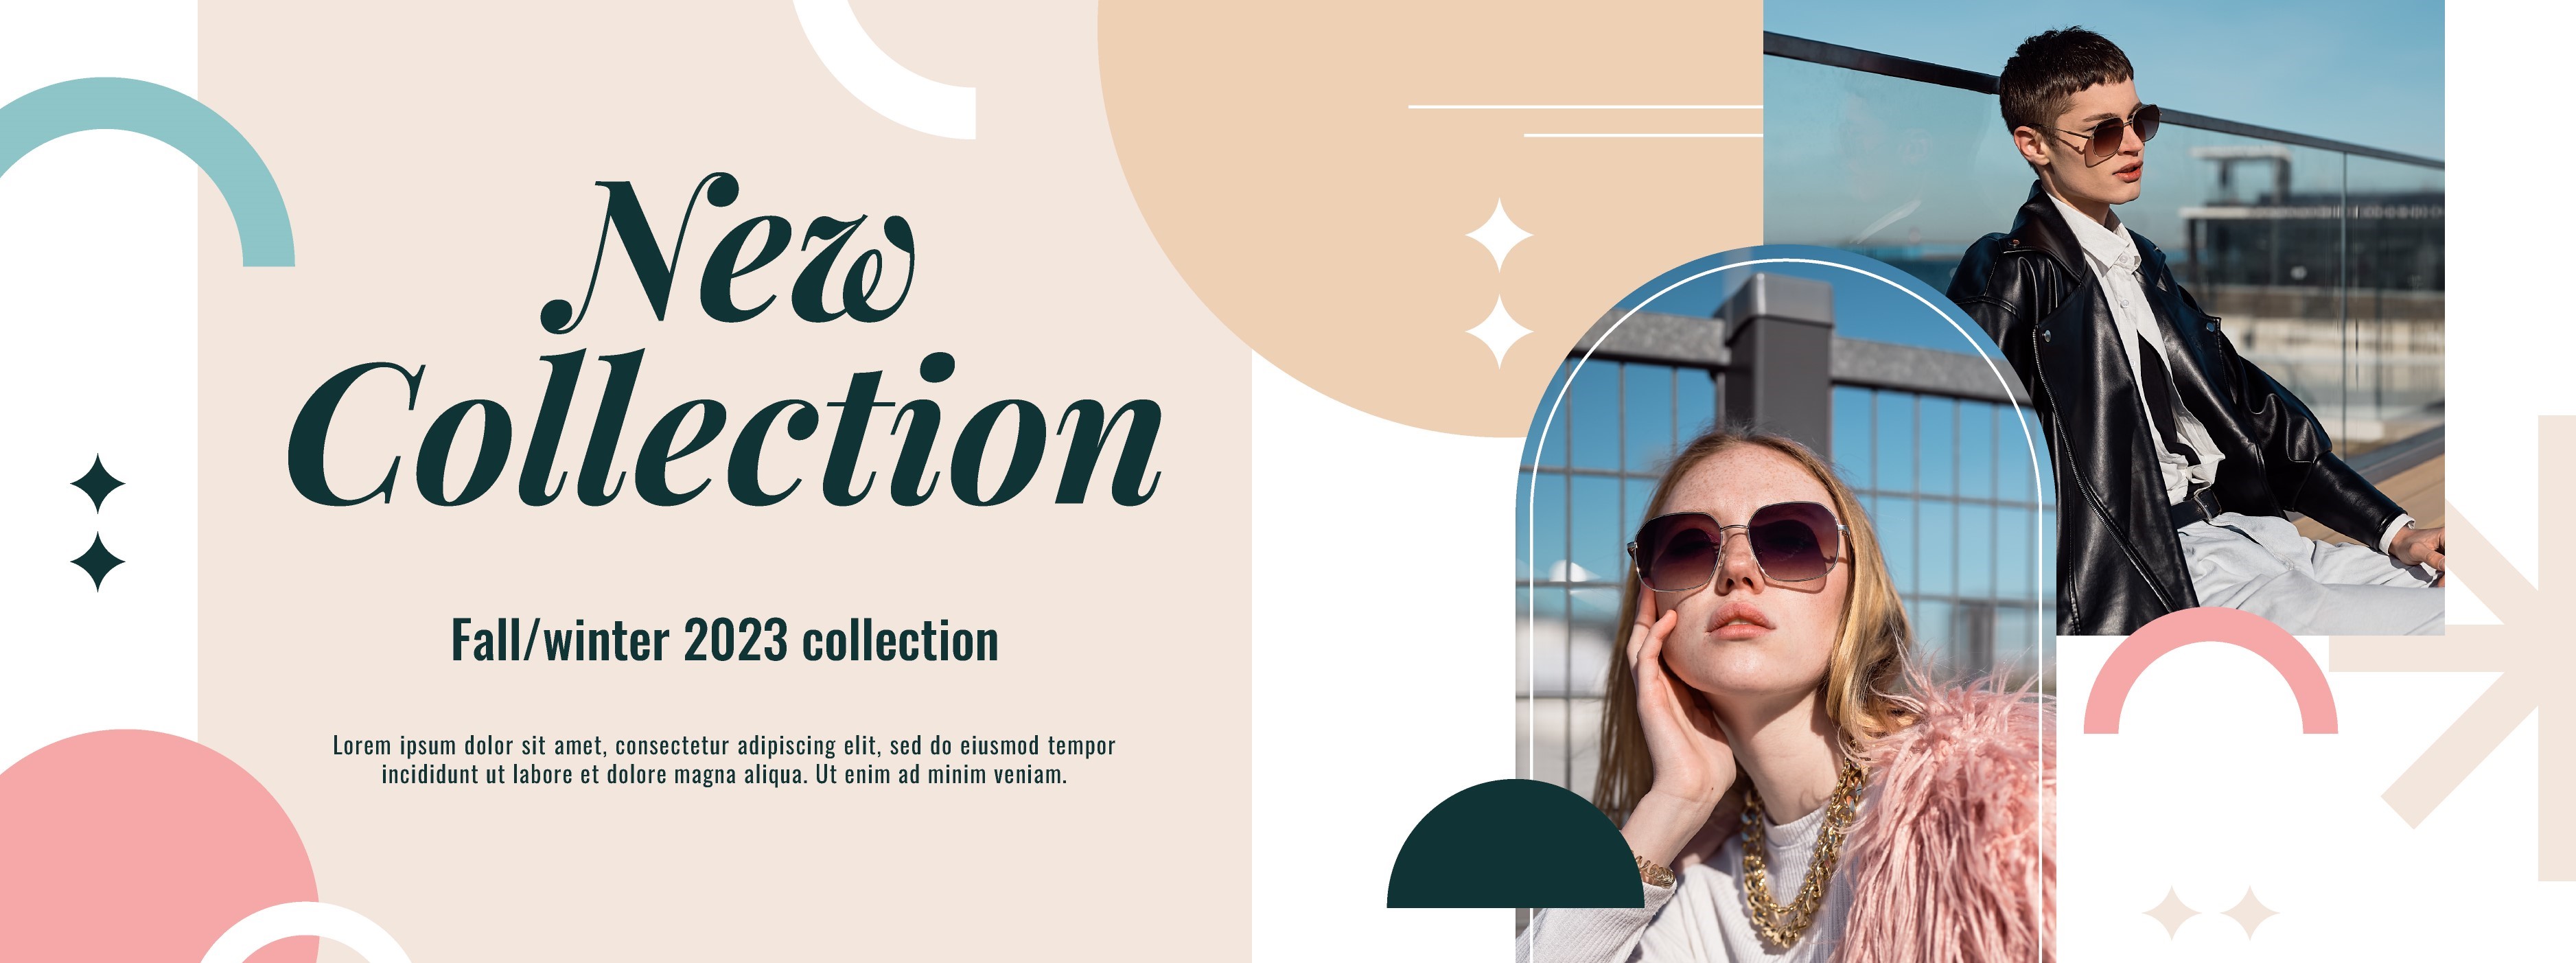 New
Collection
Fall/winter 2023 collection
Lorem ipsum dolor sit amet, consectetur adipiscing elit, sed do eiusmod tempor
incididunt ut labore et dolore magna aliqua. Ut enim ad minim veniam.